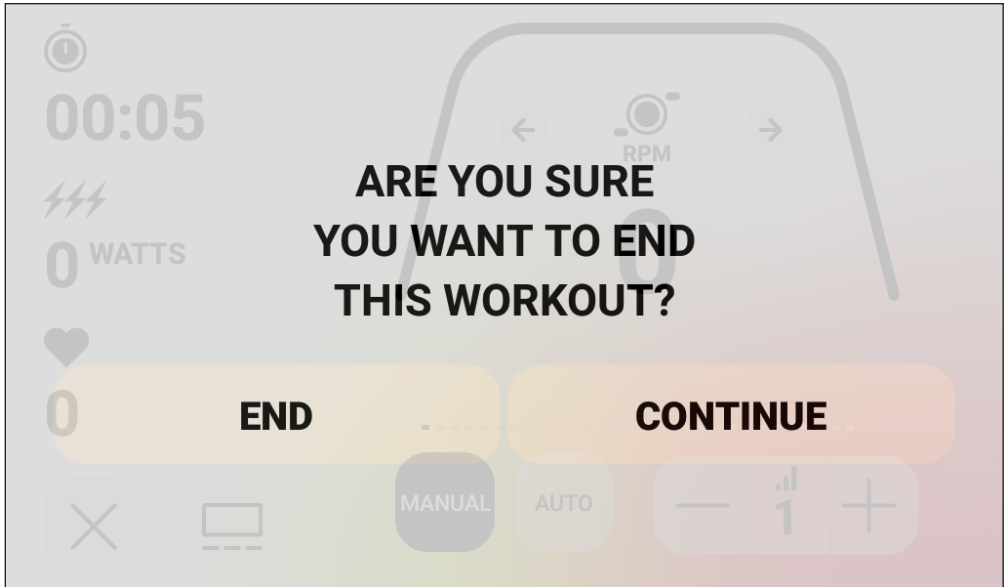 00:05
RPM
ARE YOU SURE
0 WATTS
YOU WANT TO END
0
THIS WORKOUT?
0
END
CONTINUE
MANUAL
AUTO
1